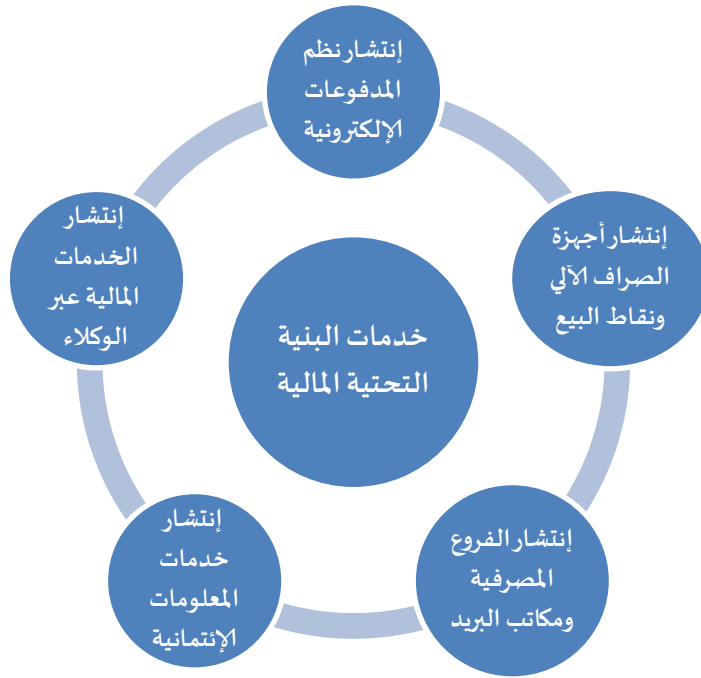 إنتشار نظم
المدفوعات
الإلكترونية
إنتشار أجهزة
الصراف الآلي
ونقاط البيع
إنتشار
الخدمات
المالية عبر
الوكلاء
خدمات البنية
التحتية المالية
إنتشار الفروع
المصرفية
ومكاتب البريد
إنتشار
خدمات
المعلومات
الإئتمانية